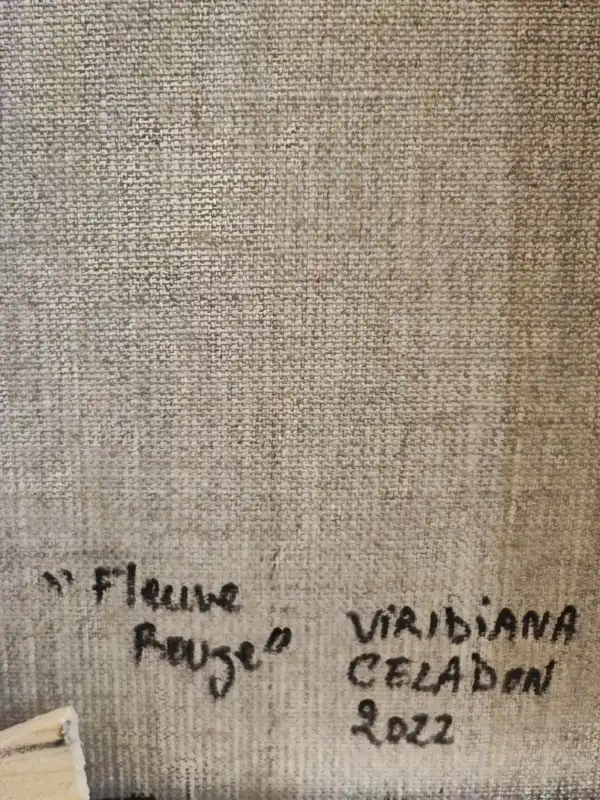 "Fleuve
Rouge"
ViRIDiANA
CELADON
2022